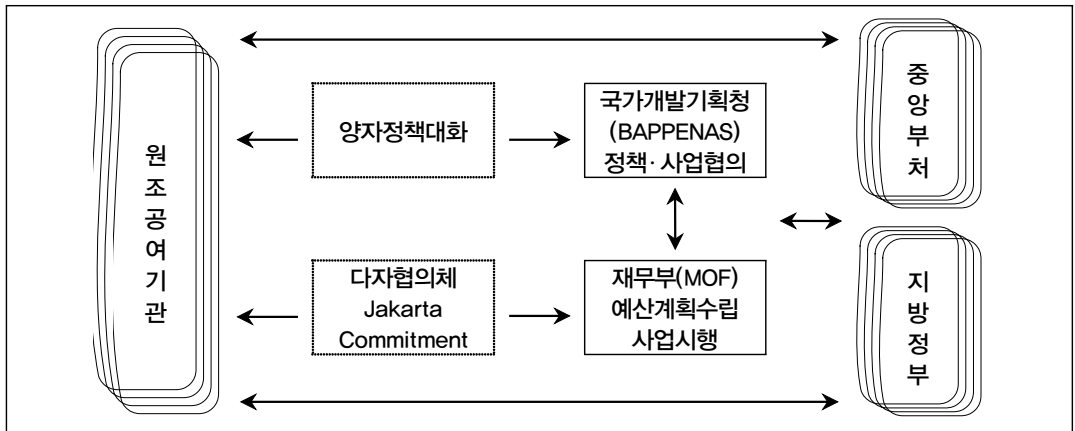 원조공여기관
양자정책대화
국가개발기획청
(BAPPENAS)
정책·사업협의
중앙부처
다자협의체
Jakarta
Commitment
재무부(MOF)
예산계획수립
사업시행
지방정부